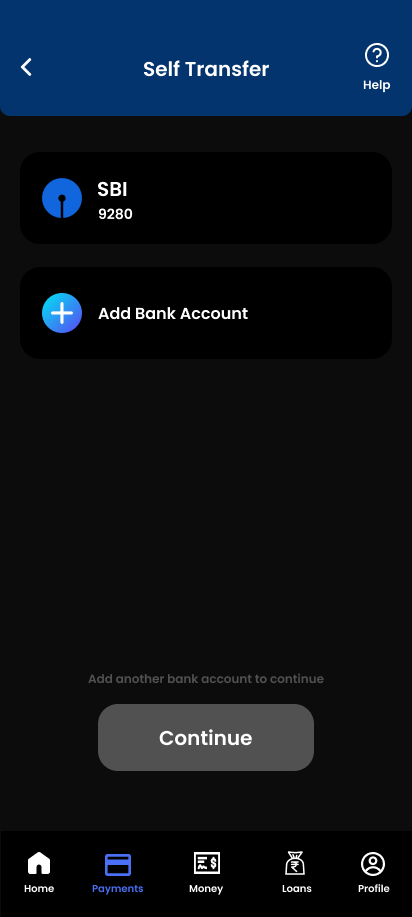 Self Transfer
Help
SBI
9280
Add Bank Account
Add another bank account to continue
Continue
Home
Payments
Money
Loans
Profile